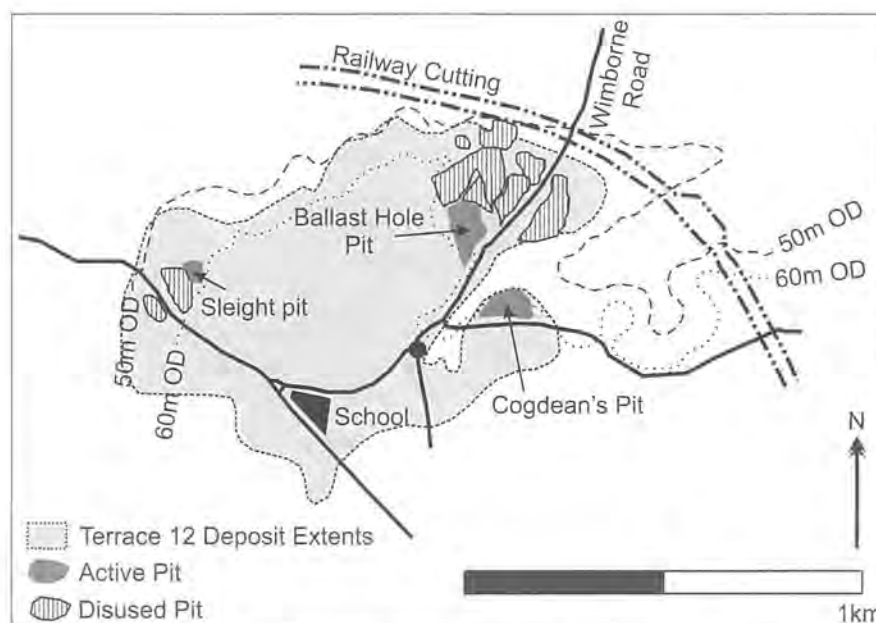 Railway Cutting
Wimborne
Road
Ballast Hole
Pit
50m OD
60m OD
Sleight pit
50m OD
60m OD
School
Cogdean's Pit
N
Terrace 12 Deposit Extents
Active Pit
Disused Pit
1km